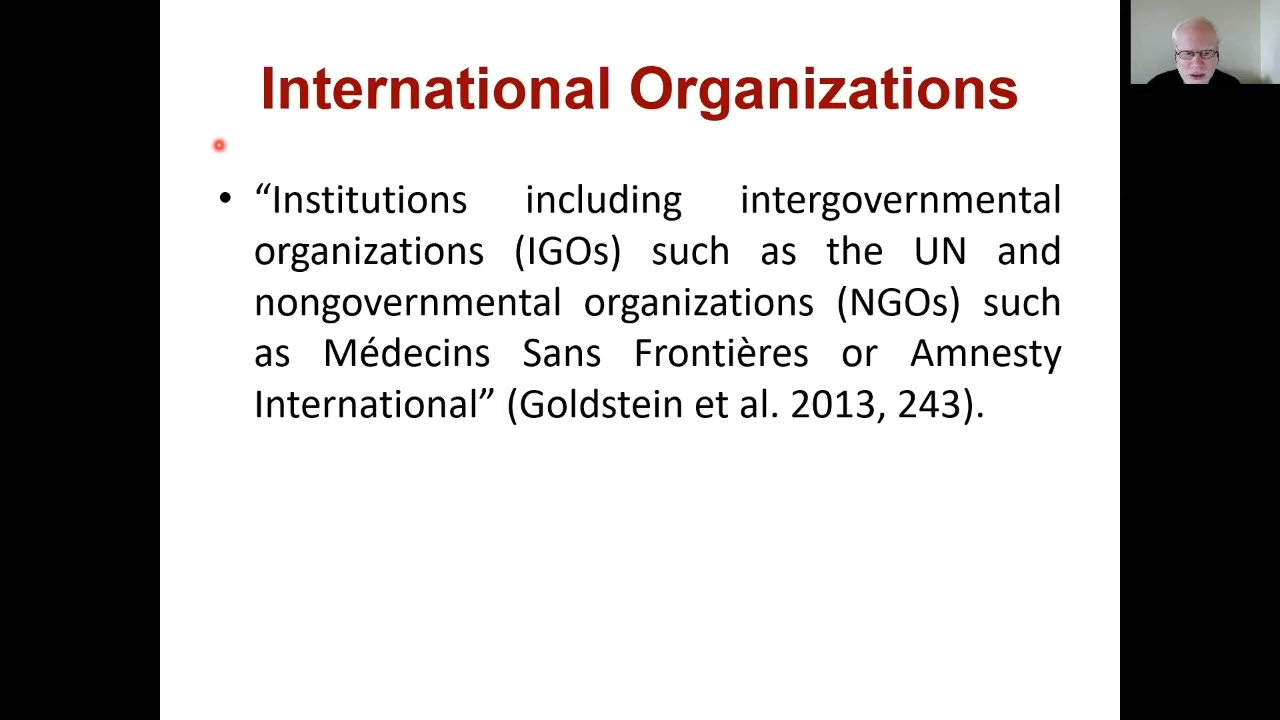 International Organizations
• “Institutions including intergovernmental
organizations (IGOs) such as the UN and
nongovernmental organizations (NGOs) such
as Médecins Sans Frontières or Amnesty
International” (Goldstein et al. 2013, 243).